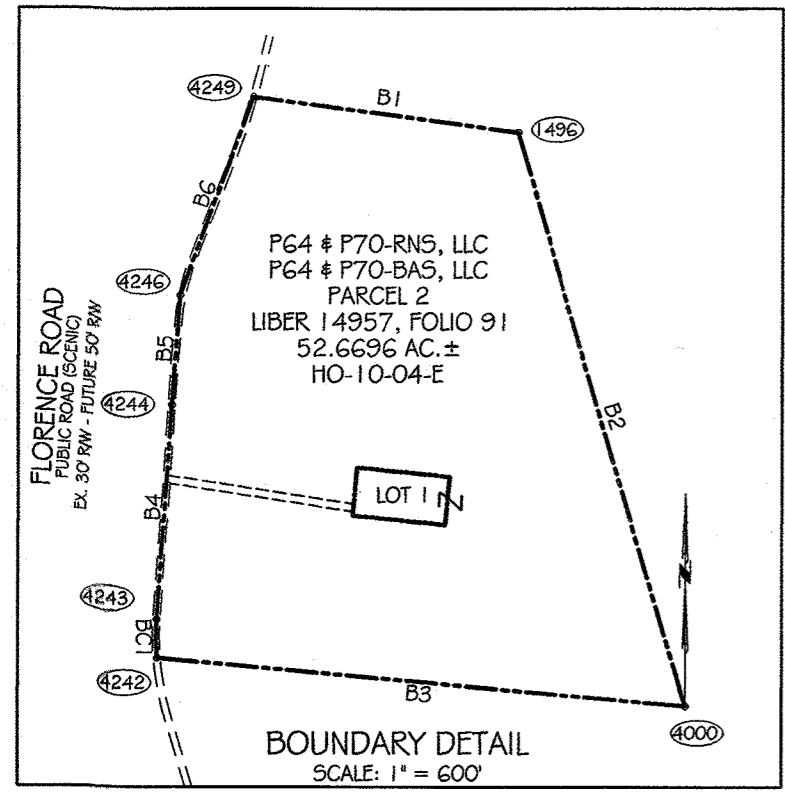 4249
B1
1496
B6
P64 & P70-RNS, LLC
P64 & P70-BAS, LLC
PARCEL 2
LIBER 14957, FOLIO 91
52.6696 AC.±
HO-10-04-E
4246
FLORENCE ROAD
PUBLIC ROAD (SCENIC)
EX. 30' R/W - FUTURE 50' R/W
B5
4244
B2
LOT 1
Z
B4
N
4243
BC1
4242
B3
4000
BOUNDARY DETAIL
SCALE: 1" = 600'